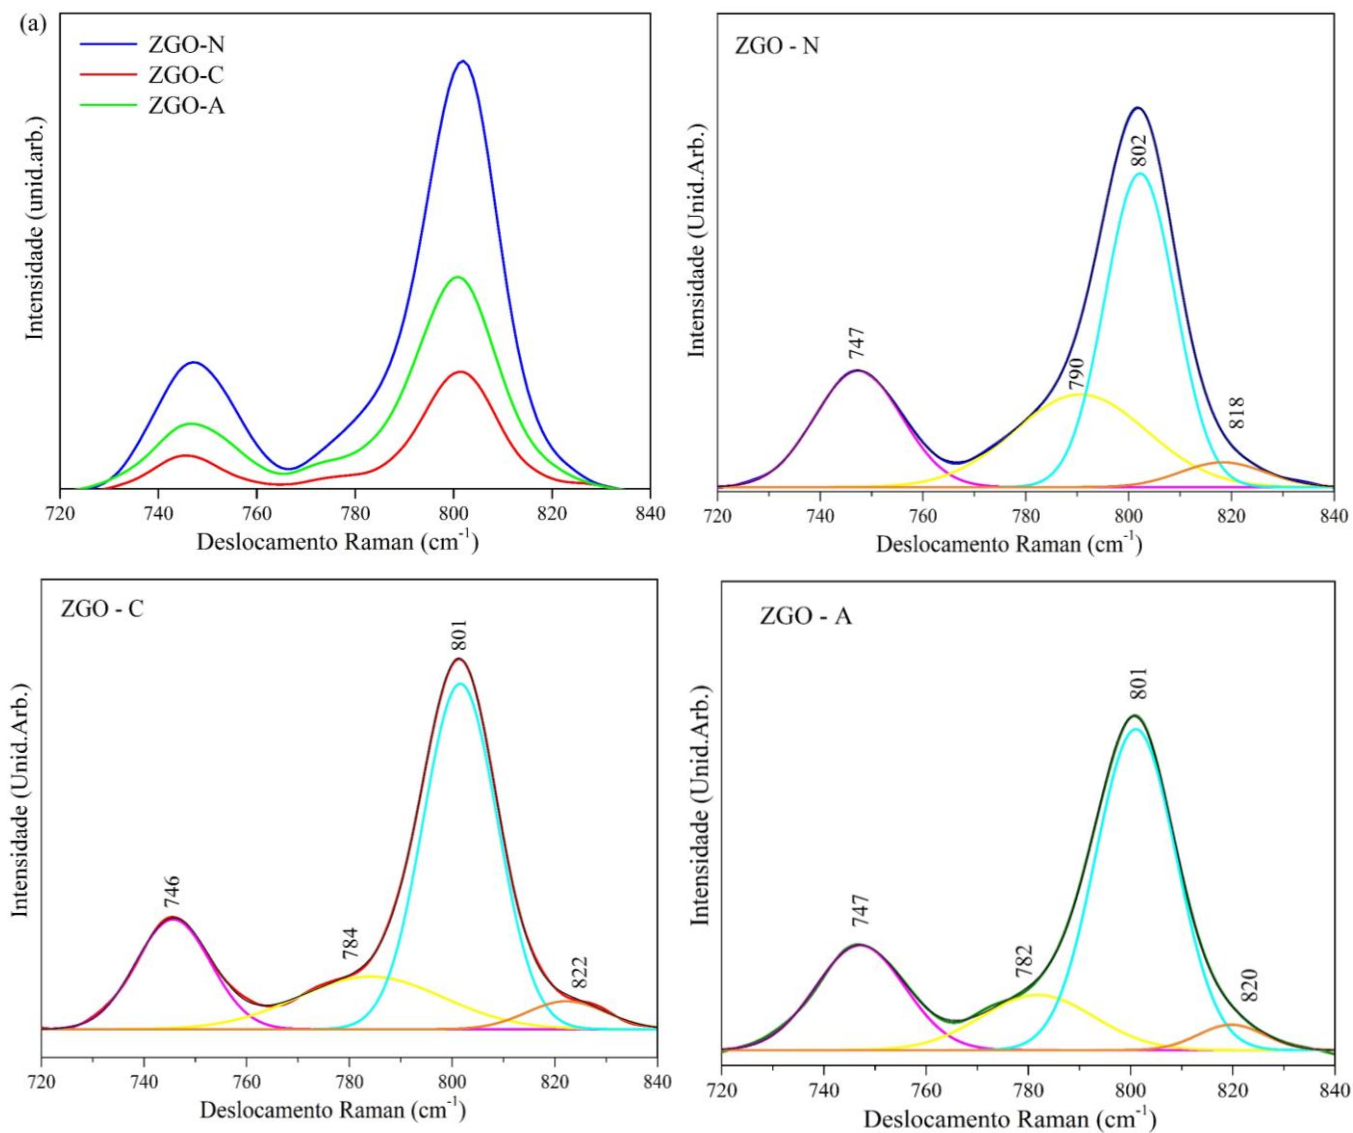 (a)
ZGO-N
ZGO-C
ZGO-A
Intensidade (unid.arb.)
720 740 760 780 800 820 840
Deslocamento Raman (cm⁻¹)
ZGO - N
747
790
802
818
Intensidade (Unid.Arb.)
720 740 760 780 800 820 840
Deslocamento Raman (cm⁻¹)
ZGO - C
746
784
801
822
Intensidade (Unid.Arb.)
720 740 760 780 800 820 840
Deslocamento Raman (cm⁻¹)
ZGO - A
747
782
801
820
Intensidade (Unid.Arb.)
720 740 760 780 800 820 840
Deslocamento Raman (cm⁻¹)